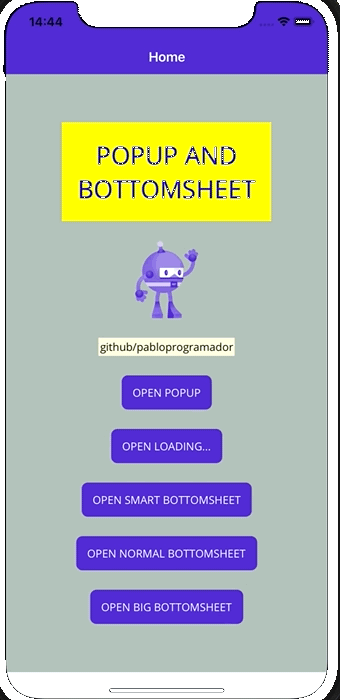 14:44
Home
POPUP AND
BOTTOMSHEET
github/pabloprogramador
OPEN POPUP
OPEN LOADING...
OPEN SMART BOTTOMSHEET
OPEN NORMAL BOTTOMSHEET
OPEN BIG BOTTOMSHEET